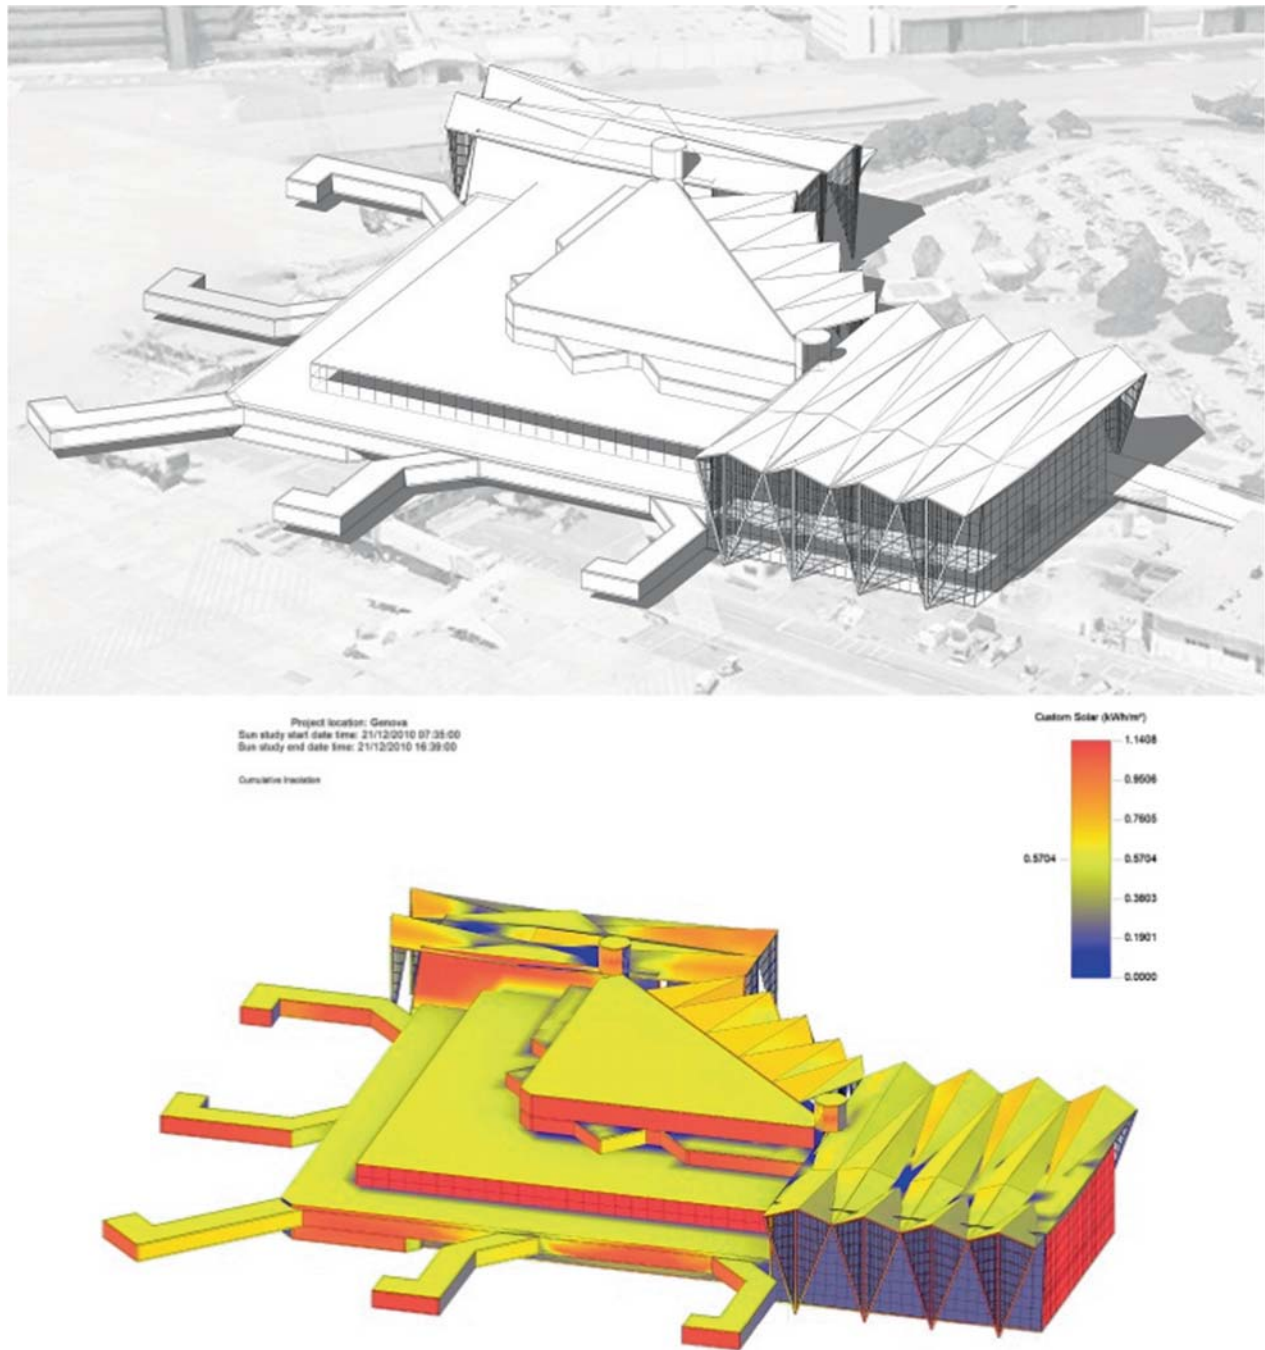 Project location: Genova
Sun study start date time: 21/12/2010 07:35:00
Sun study end date time: 21/12/2010 16:39:00
Cumulative Insolation
Custom Solar (kWh/m²)
1.1408
0.9506
0.7605
0.5704
0.5704
0.3803
0.1901
0.0000